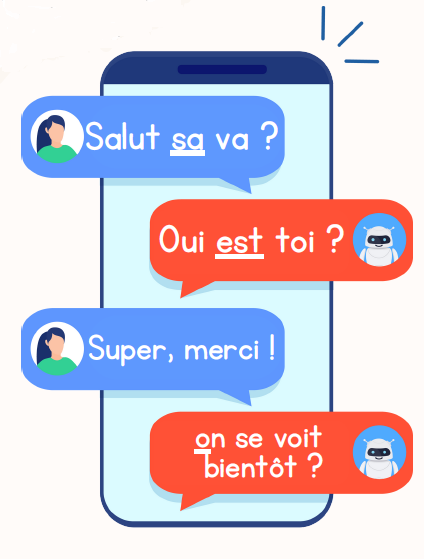 Salut sa va ?
Oui est toi ?
Super, merci !
on se voit
bientôt ?